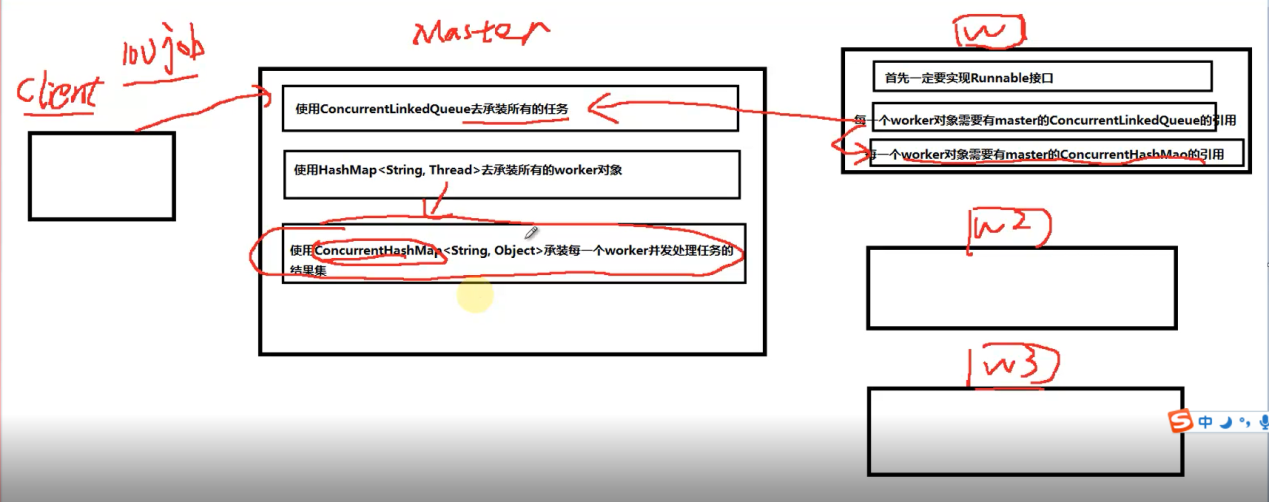 Master
W
100 job
Client
首先一定要实现Runnable接口
使用ConcurrentLinkedQueue去承装所有的任务
每一个worker对象需要有master的ConcurrentLinkedQueue的引用
每一个worker对象需要有master的ConcurrentHashMap的引用
使用HashMap<String, Thread>去承装所有的worker对象
使用ConcurrentHashMap<String, Object>承装每一个worker并发处理任务的
结果集
W2
W3
S中